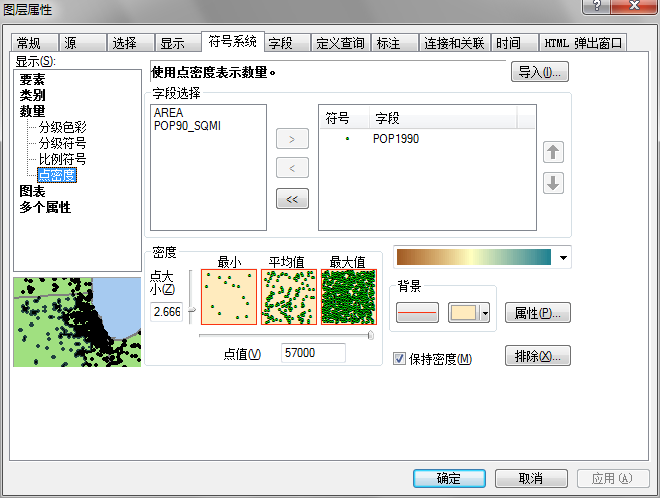 图层属性
常规 源 选择 显示 符号系统 字段 定义查询 标注 连接和关联 时间 HTML 弹出窗口
显示(S):
要素
类别
数量
分级色彩
分级符号
比例符号
点密度
图表
多个属性
使用点密度表示数量。
导入(I)...
字段选择
AREA
POP90_SQMI
>
<
<<
符号 字段
POP1990
密度
最小 平均值 最大值
点大
小(Z)
2.666
点值(V) 57000
背景
属性(P)...
保持密度(M)
排除(X)...
确定 取消 应用 (A)